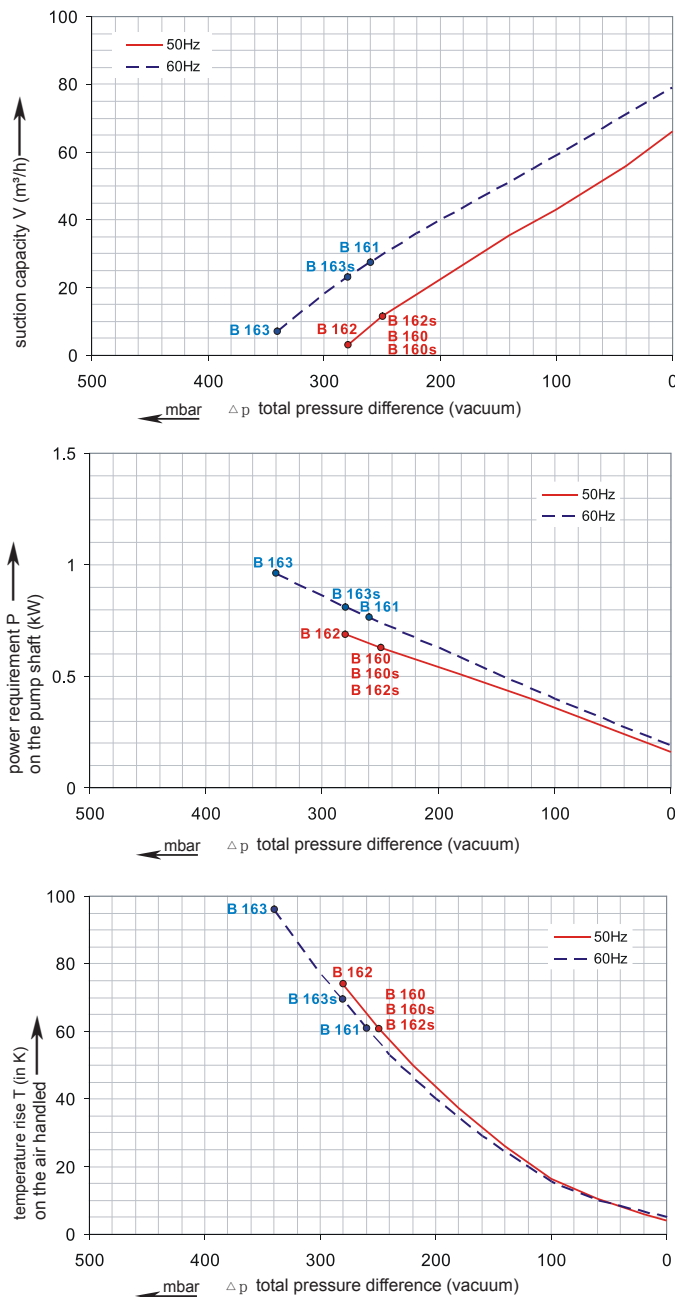 100
80
60
40
20
0
suction capacity V (m³/h)
50Hz
60Hz
B 161
B 163s
B 163
B 162
B 162s
B 160
B 160s
500 400 300 200 100 0
mbar △p total pressure difference (vacuum)
1.5
1
0.5
0
power requirement P
on the pump shaft (kW)
50Hz
60Hz
B 163
B 163s
B 161
B 162
B 160
B 160s
B 162s
500 400 300 200 100 0
mbar △p total pressure difference (vacuum)
100
80
60
40
20
0
temperature rise T (in K)
on the air handled
50Hz
60Hz
B 163
B 162
B 163s
B 161
B 160
B 160s
B 162s
500 400 300 200 100 0
mbar △p total pressure difference (vacuum)